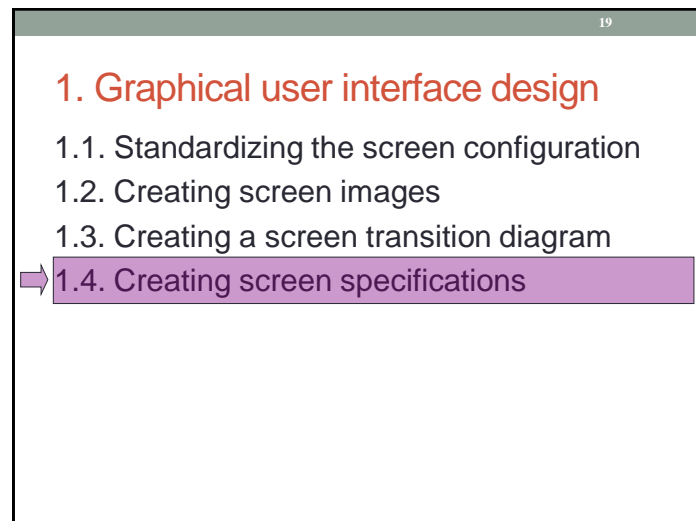 19
1. Graphical user interface design
1.1. Standardizing the screen configuration
1.2. Creating screen images
1.3. Creating a screen transition diagram
1.4. Creating screen specifications